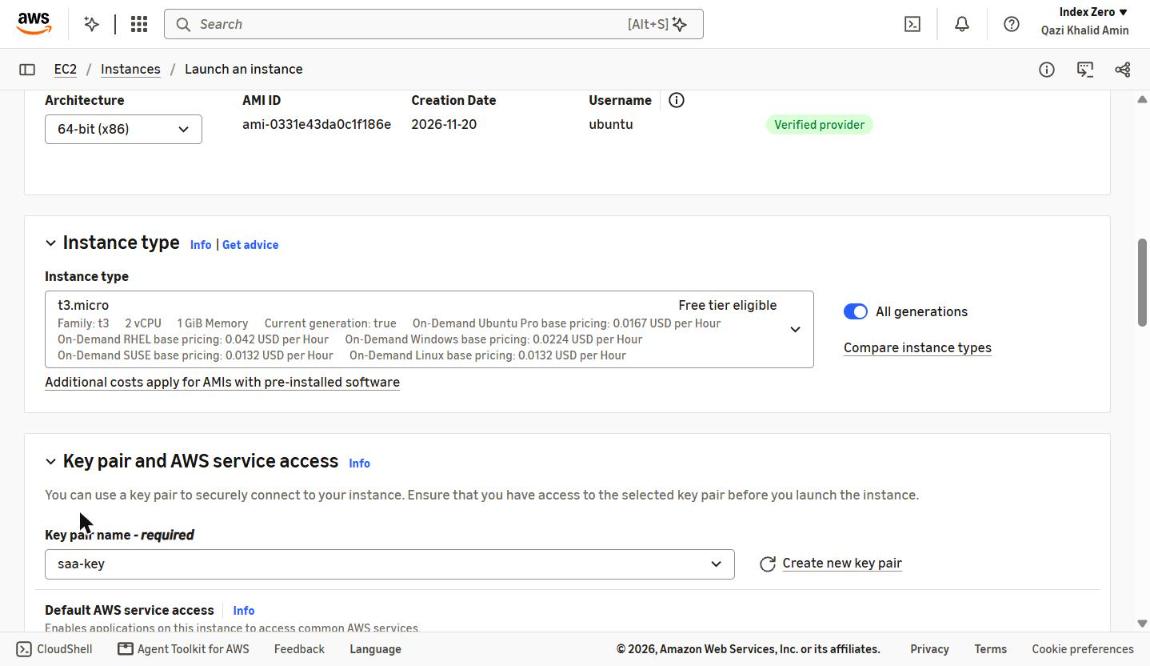 aws
Search [Alt+S]
Index Zero ▼
Qazi Khalid Amin
EC2 / Instances / Launch an instance
Architecture AMI ID Creation Date Username
64-bit (x86) ami-0331e43da0c1f186e 2026-11-20 ubuntu Verified provider
Instance type Info | Get advice
Instance type
t3.micro Free tier eligible
Family: t3 2 vCPU 1 GiB Memory Current generation: true On-Demand Ubuntu Pro base pricing: 0.0167 USD per Hour
On-Demand RHEL base pricing: 0.042 USD per Hour On-Demand Windows base pricing: 0.0224 USD per Hour
On-Demand SUSE base pricing: 0.0132 USD per Hour On-Demand Linux base pricing: 0.0132 USD per Hour
All generations
Compare instance types
Additional costs apply for AMIs with pre-installed software
Key pair and AWS service access Info
You can use a key pair to securely connect to your instance. Ensure that you have access to the selected key pair before you launch the instance.
Key pair name - required
saa-key Create new key pair
Default AWS service access Info
Enables applications on this instance to access common AWS services.
CloudShell Agent Toolkit for AWS Feedback Language © 2026, Amazon Web Services, Inc. or its affiliates. Privacy Terms Cookie preferences